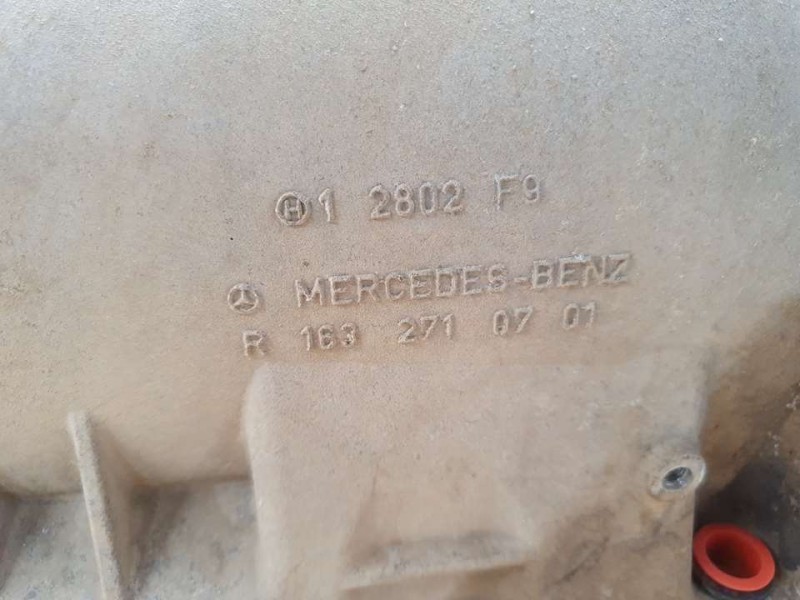 H 1 2802 F9
MERCEDES-BENZ
R 163 271 07 01